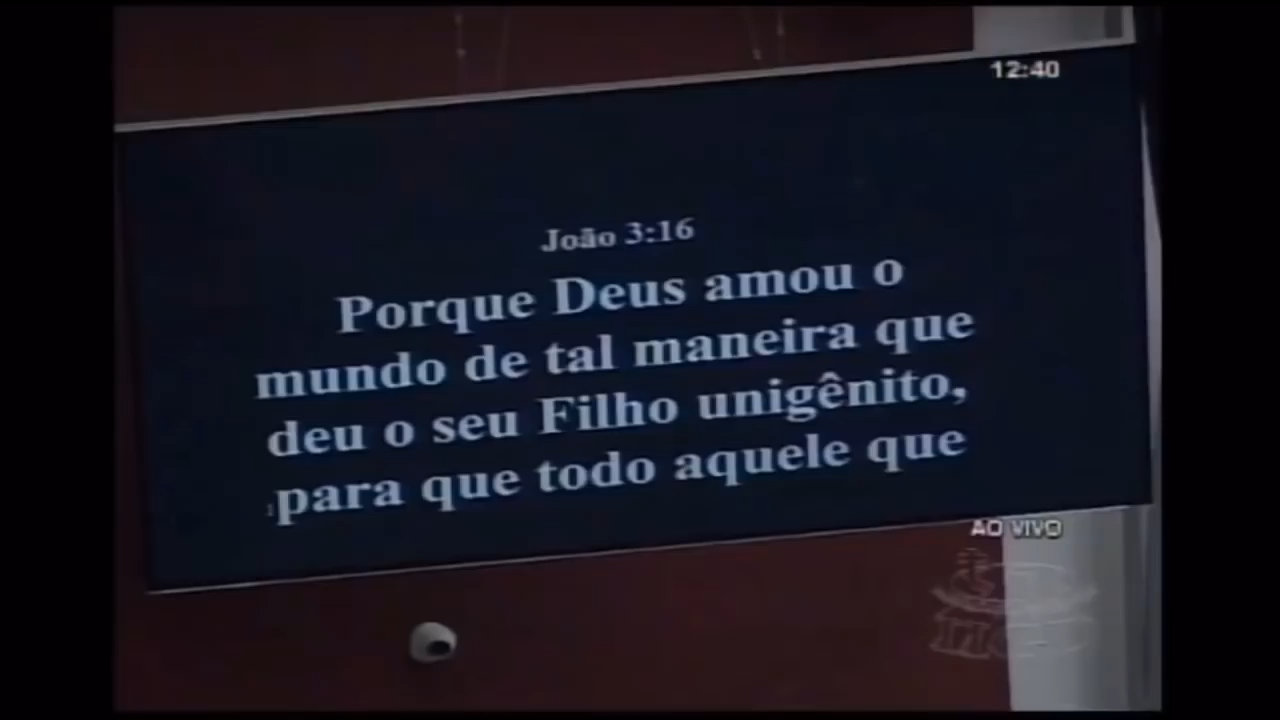 12:40
João 3:16
Porque Deus amou o
mundo de tal maneira que
deu o seu Filho unigênito,
para que todo aquele que
AO VIVO